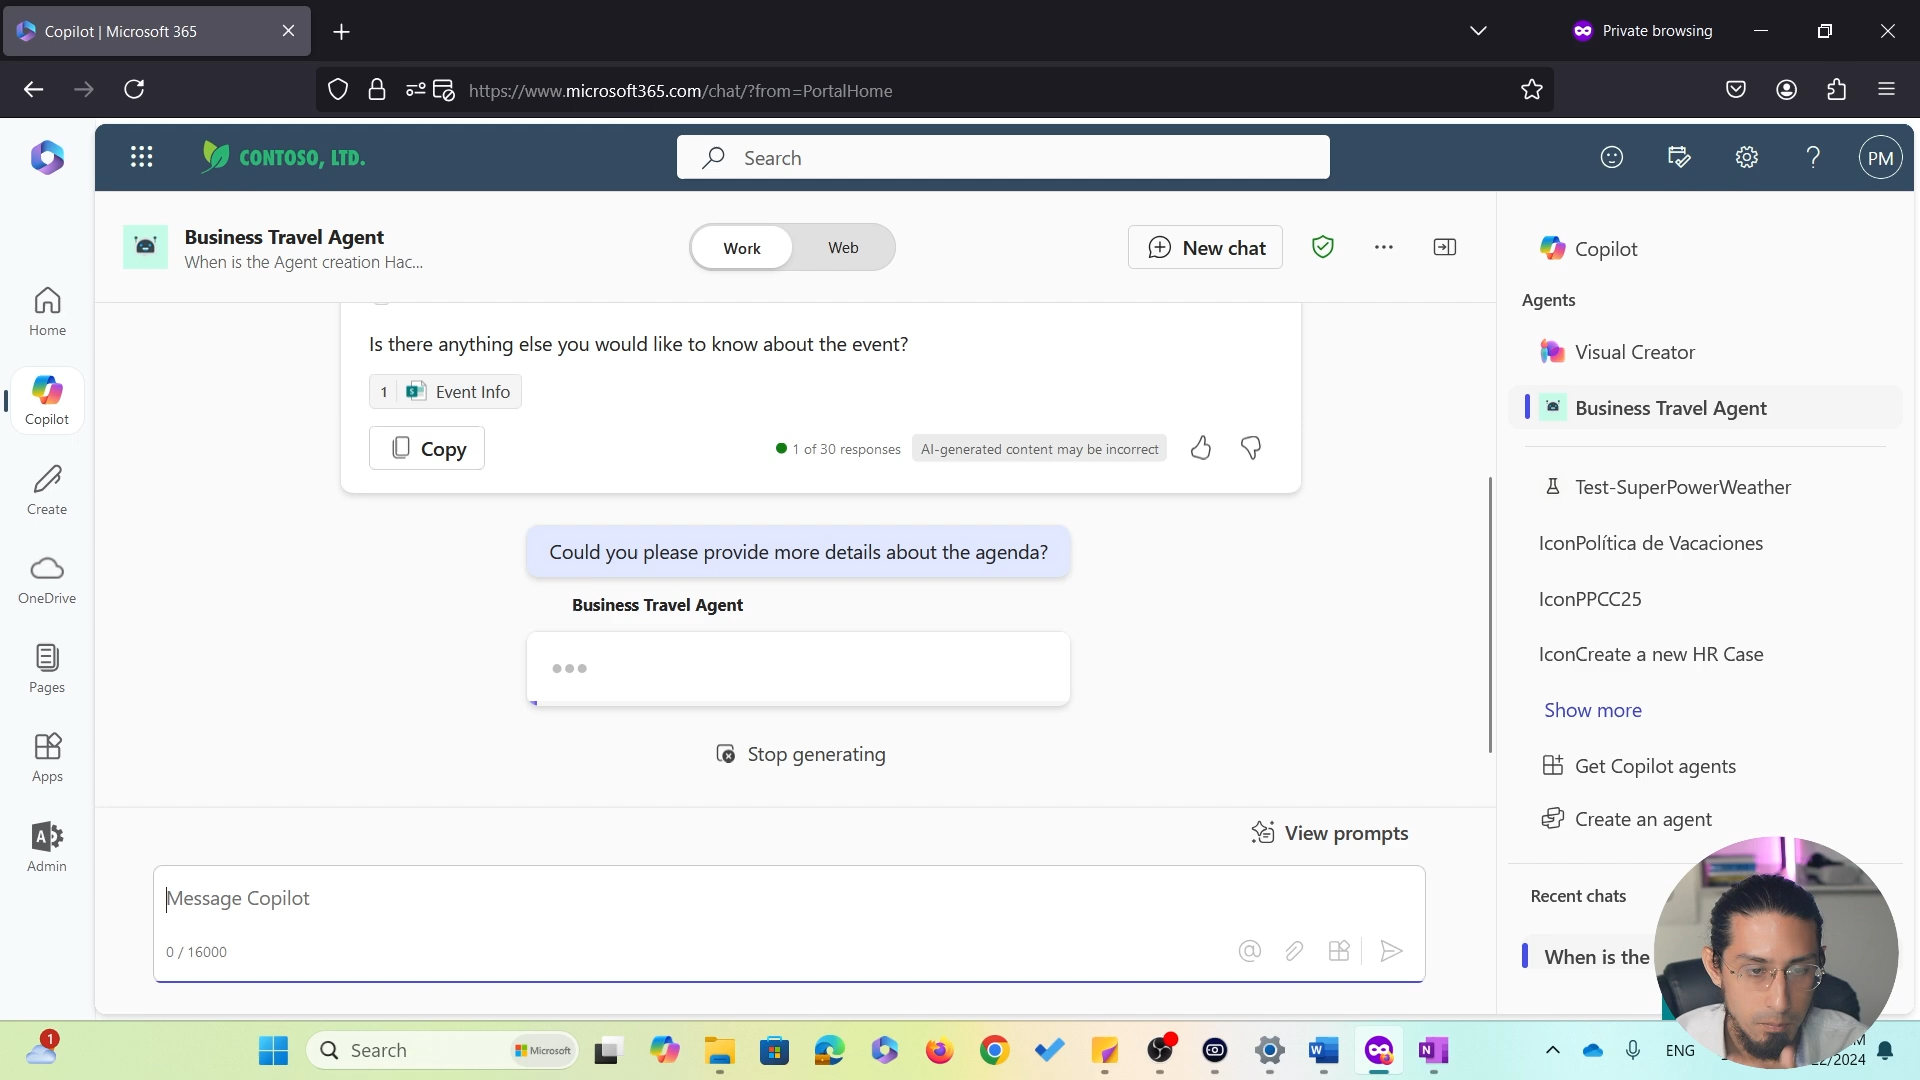 Copilot | Microsoft 365
Private browsing
https://www.microsoft365.com/chat/?from=PortalHome
CONTOSO, LTD.
Search
PM
Business Travel Agent
When is the Agent creation Hac...
Work
Web
New chat
Home
Copilot
Create
OneDrive
Pages
Apps
Admin
Is there anything else you would like to know about the event?
1 Event Info
Copy
1 of 30 responses
AI-generated content may be incorrect
Could you please provide more details about the agenda?
Business Travel Agent
Stop generating
View prompts
Message Copilot
0 / 16000
Copilot
Agents
Visual Creator
Business Travel Agent
Test-SuperPowerWeather
IconPolítica de Vacaciones
IconPPCC25
IconCreate a new HR Case
Show more
Get Copilot agents
Create an agent
Recent chats
When is the
1
Search
Microsoft
ENG
M
22/2024